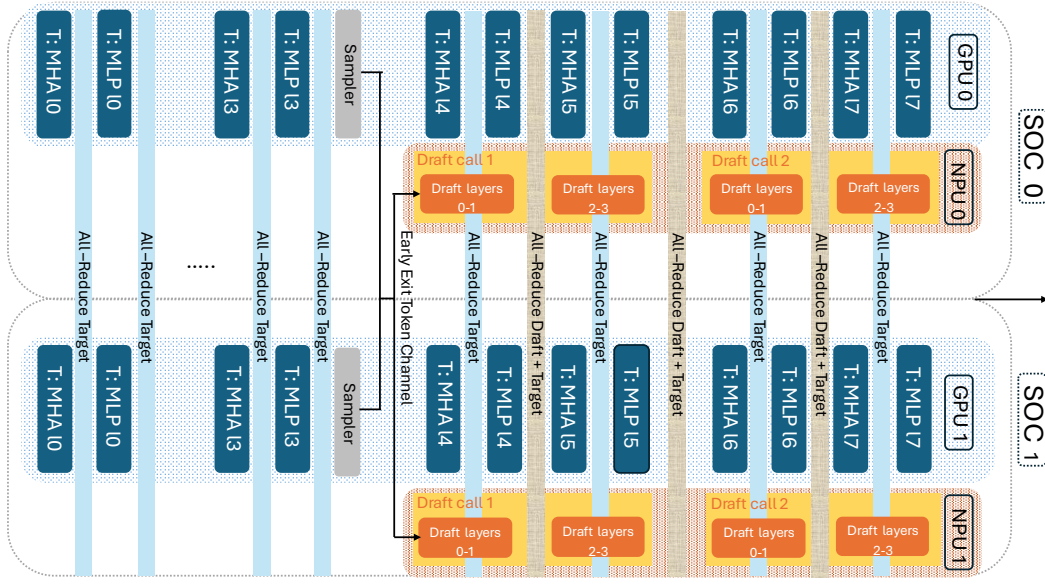 T: MHA l0
T: MLP l0
T: MHA l3
T: MLP l3
Sampler
T: MHA l4
T: MLP l4
T: MHA l5
T: MLP l5
T: MHA l6
T: MLP l6
T: MHA l7
T: MLP l7
GPU 0
SOC 0
Draft call 1
Draft layers
0-1
Draft layers
2-3
Draft call 2
Draft layers
0-1
Draft layers
2-3
NPU 0
All–Reduce Target
All–Reduce Target
.....
All–Reduce Target
All–Reduce Target
Early Exit Token Channel
All–Reduce Target
All–Reduce Draft + Target
All–Reduce Target
All–Reduce Draft + Target
All–Reduce Target
All–Reduce Draft + Target
All–Reduce Target
T: MHA l0
T: MLP l0
T: MHA l3
T: MLP l3
Sampler
T: MHA l4
T: MLP l4
T: MHA l5
T: MLP l5
T: MHA l6
T: MLP l6
T: MHA l7
T: MLP l7
GPU 1
SOC 1
Draft call 1
Draft layers
0-1
Draft layers
2-3
Draft call 2
Draft layers
0-1
Draft layers
2-3
NPU 1